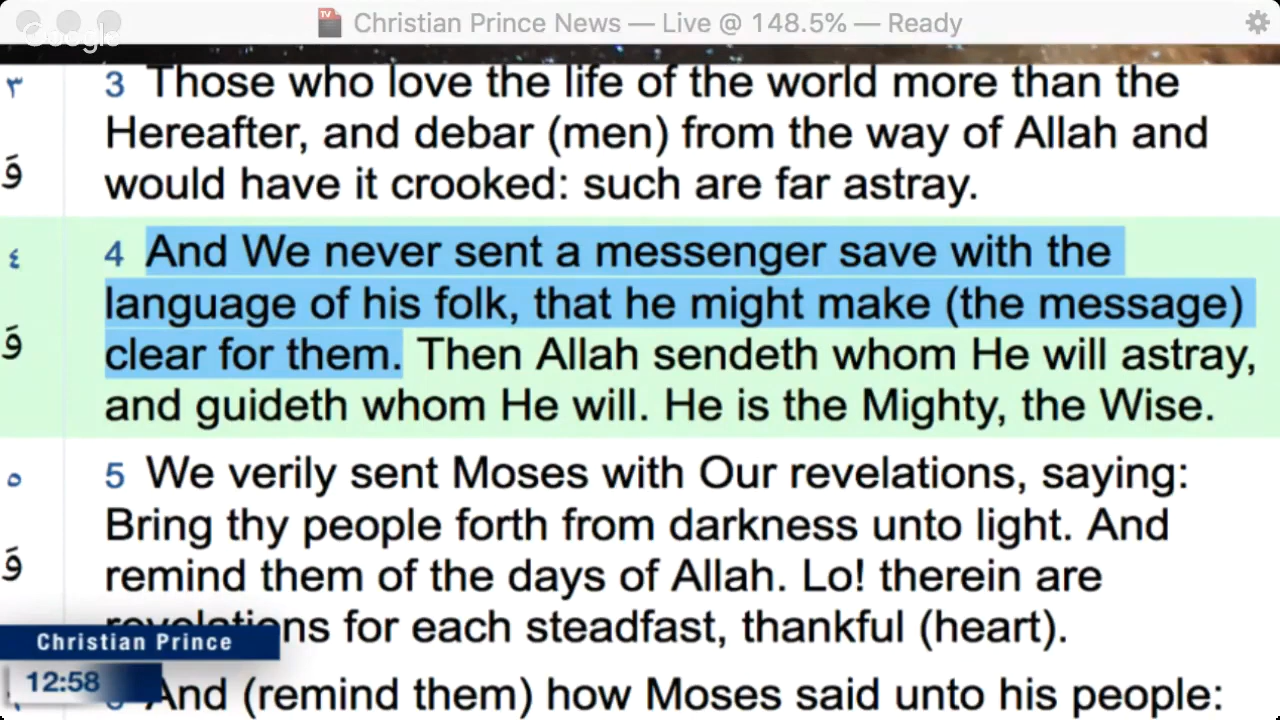 Christian Prince News — Live @ 148.5% — Ready
Google
٣
3 Those who love the life of the world more than the
Hereafter, and debar (men) from the way of Allah and
وَ
would have it crooked: such are far astray.
٤
4 And We never sent a messenger save with the
language of his folk, that he might make (the message)
وَ
clear for them. Then Allah sendeth whom He will astray,
and guideth whom He will. He is the Mighty, the Wise.
٥
5 We verily sent Moses with Our revelations, saying:
Bring thy people forth from darkness unto light. And
وَ
remind them of the days of Allah. Lo! therein are
revelations for each steadfast, thankful (heart).
Christian Prince
12:58
And (remind them) how Moses said unto his people: